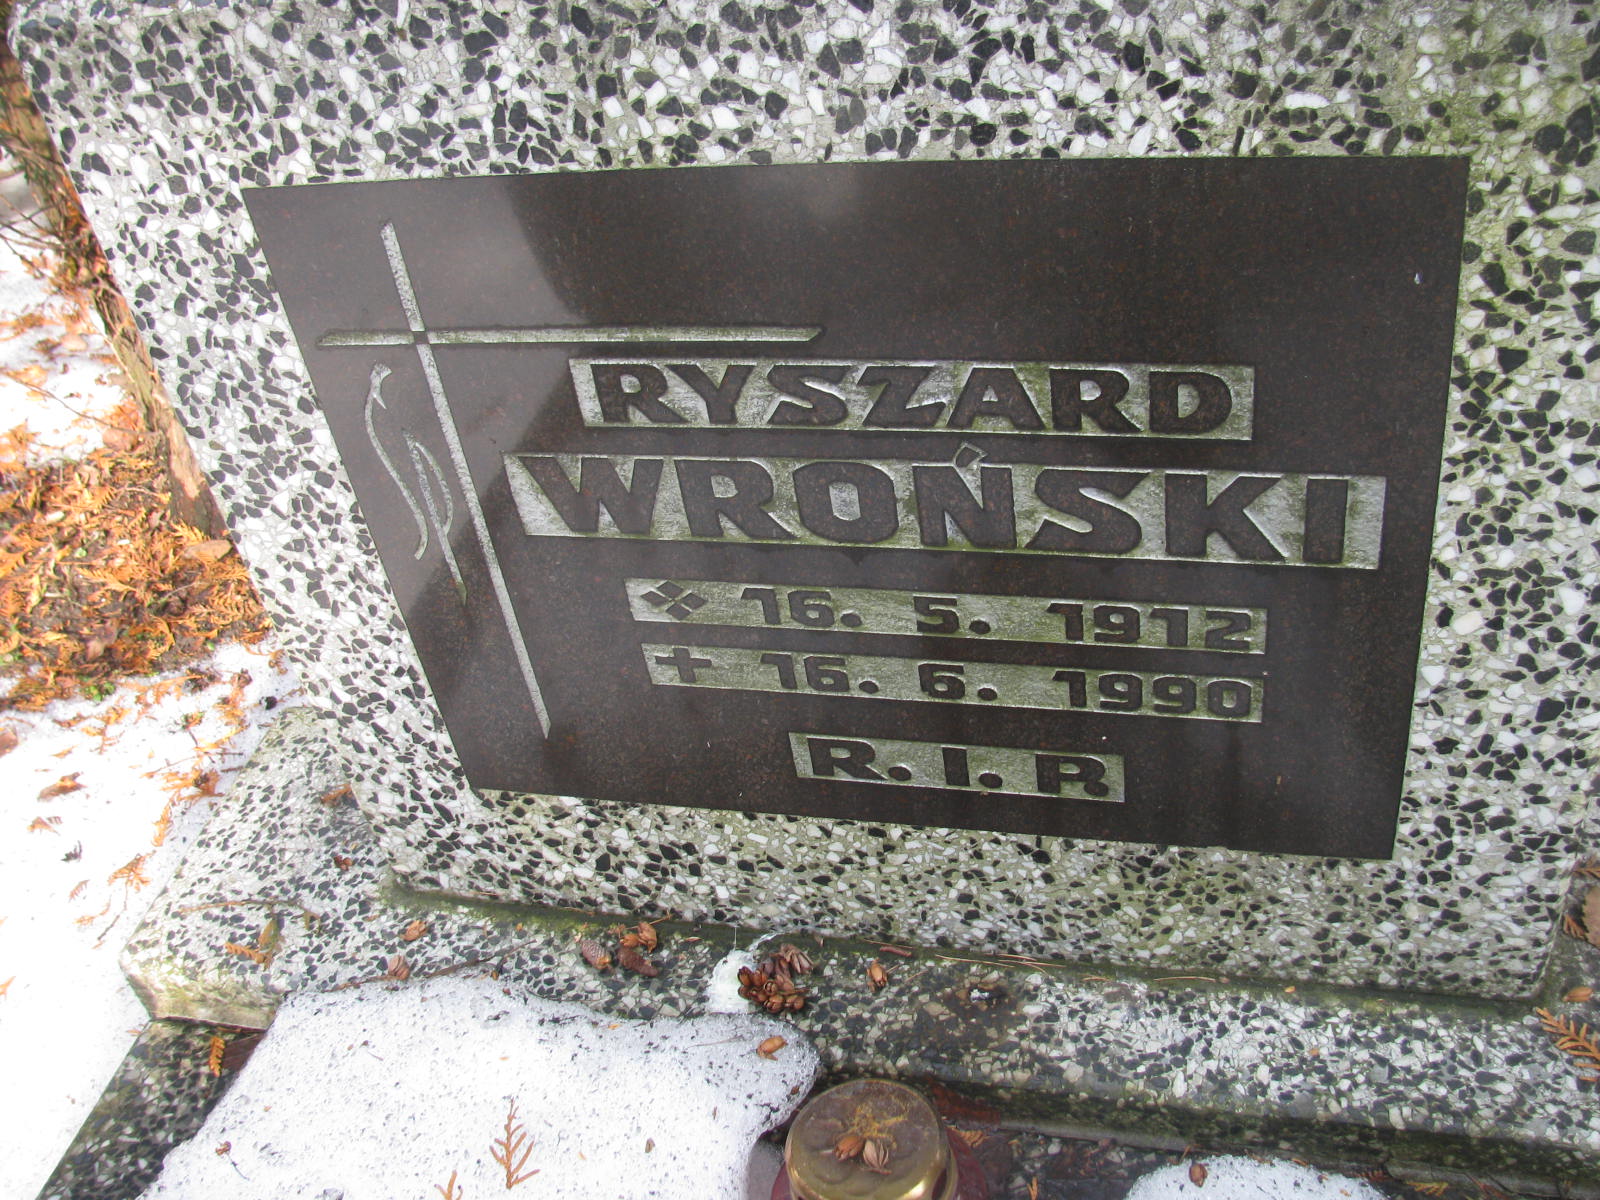 RYSZARD
WROŃSKI
❖ 16. 5. 1912
✝ 16. 6. 1990
R. I. P.